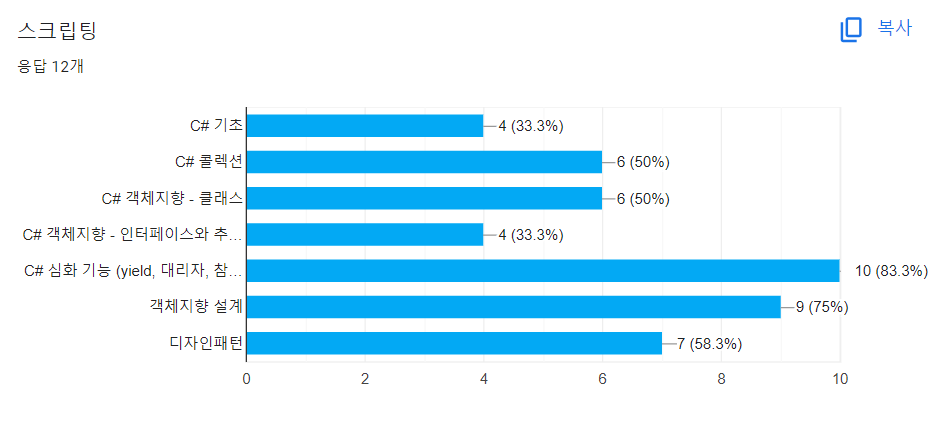 스크립팅
복사
응답 12개
C# 기초
4 (33.3%)
C# 콜렉션
6 (50%)
C# 객체지향 - 클래스
6 (50%)
C# 객체지향 - 인터페이스와 추...
4 (33.3%)
C# 심화 기능 (yield, 대리자, 참...
10 (83.3%)
객체지향 설계
9 (75%)
디자인패턴
7 (58.3%)
0 2 4 6 8 10